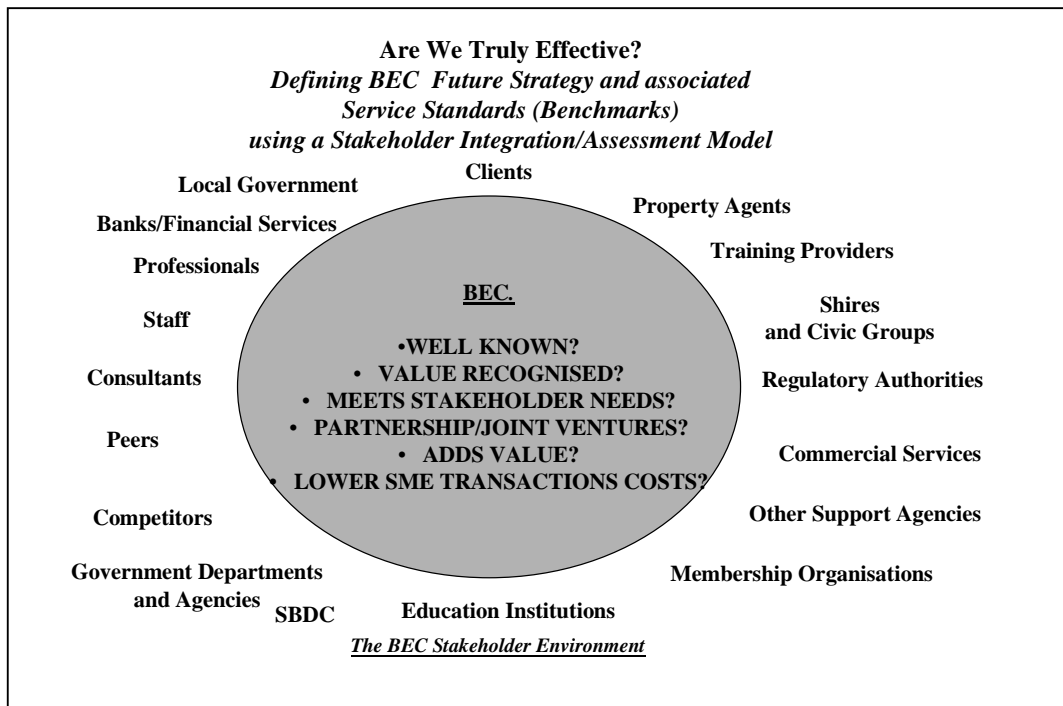 Are We Truly Effective?
Defining BEC Future Strategy and associated
Service Standards (Benchmarks)
using a Stakeholder Integration/Assessment Model
Clients
Local Government
Property Agents
Banks/Financial Services
Training Providers
Professionals
BEC.
Staff
Shires
and Civic Groups
•WELL KNOWN?
• VALUE RECOGNISED?
Consultants
Regulatory Authorities
• MEETS STAKEHOLDER NEEDS?
• PARTNERSHIP/JOINT VENTURES?
Peers
• ADDS VALUE?
Commercial Services
• LOWER SME TRANSACTIONS COSTS?
Competitors
Other Support Agencies
Government Departments
and Agencies
Membership Organisations
SBDC
Education Institutions
The BEC Stakeholder Environment